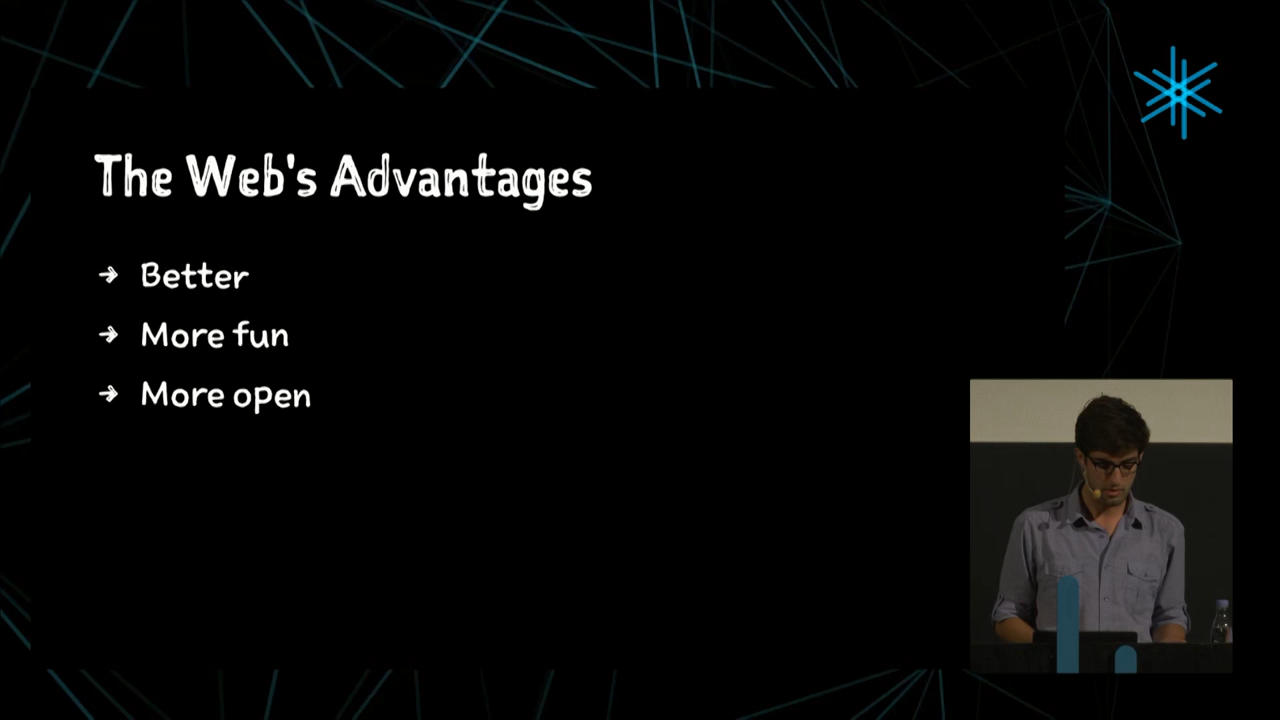 The Web's Advantages
→ Better
→ More fun
→ More open